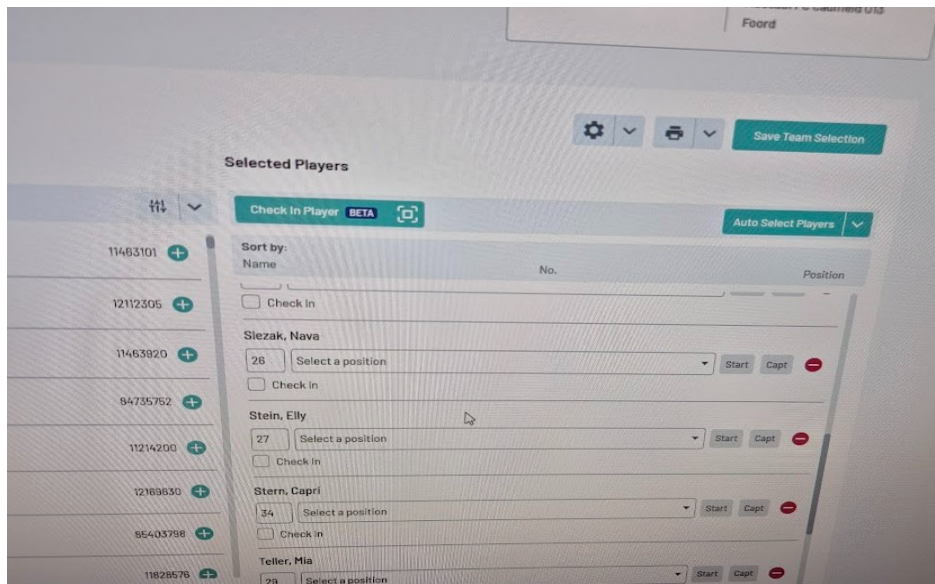 Foord
Save Team Selection
Selected Players
Check In Player BETA
Auto Select Players
Sort by:
Name No. Position
11463101
Check In
12112305
Slezak, Nava
11463920
26 Select a position Start Capt
Check In
84735752
Stein, Elly
27 Select a position Start Capt
11214200
Check In
12169630
Stern, Capri
34 Select a position Start Capt
85403798
Check In
Teller, Mia
11828576
29 Select a position Start Capt